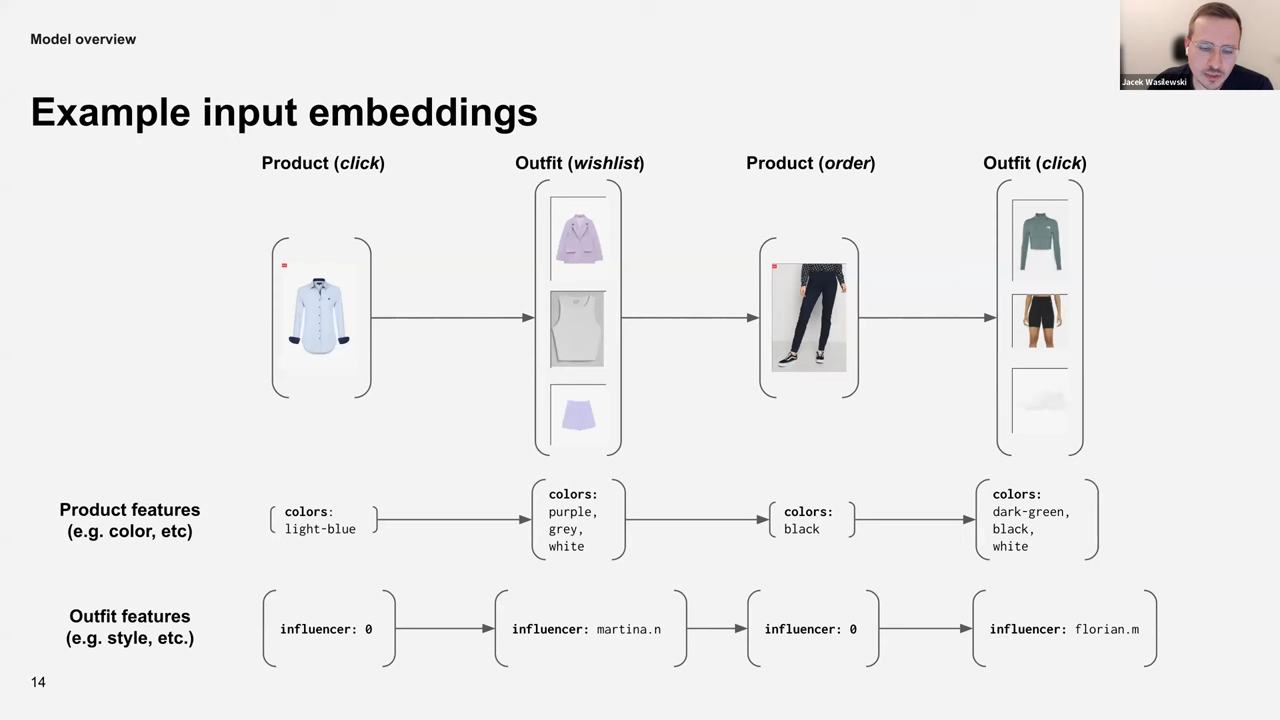 Model overview
Jacek Wasilewski
Example input embeddings
Product (click)
Outfit (wishlist)
Product (order)
Outfit (click)
Product features
(e.g. color, etc)
colors:
light-blue
colors:
purple,
grey,
white
colors:
black
colors:
dark-green,
black,
white
Outfit features
(e.g. style, etc.)
influencer: 0
influencer: martina.n
influencer: 0
influencer: florian.m
14